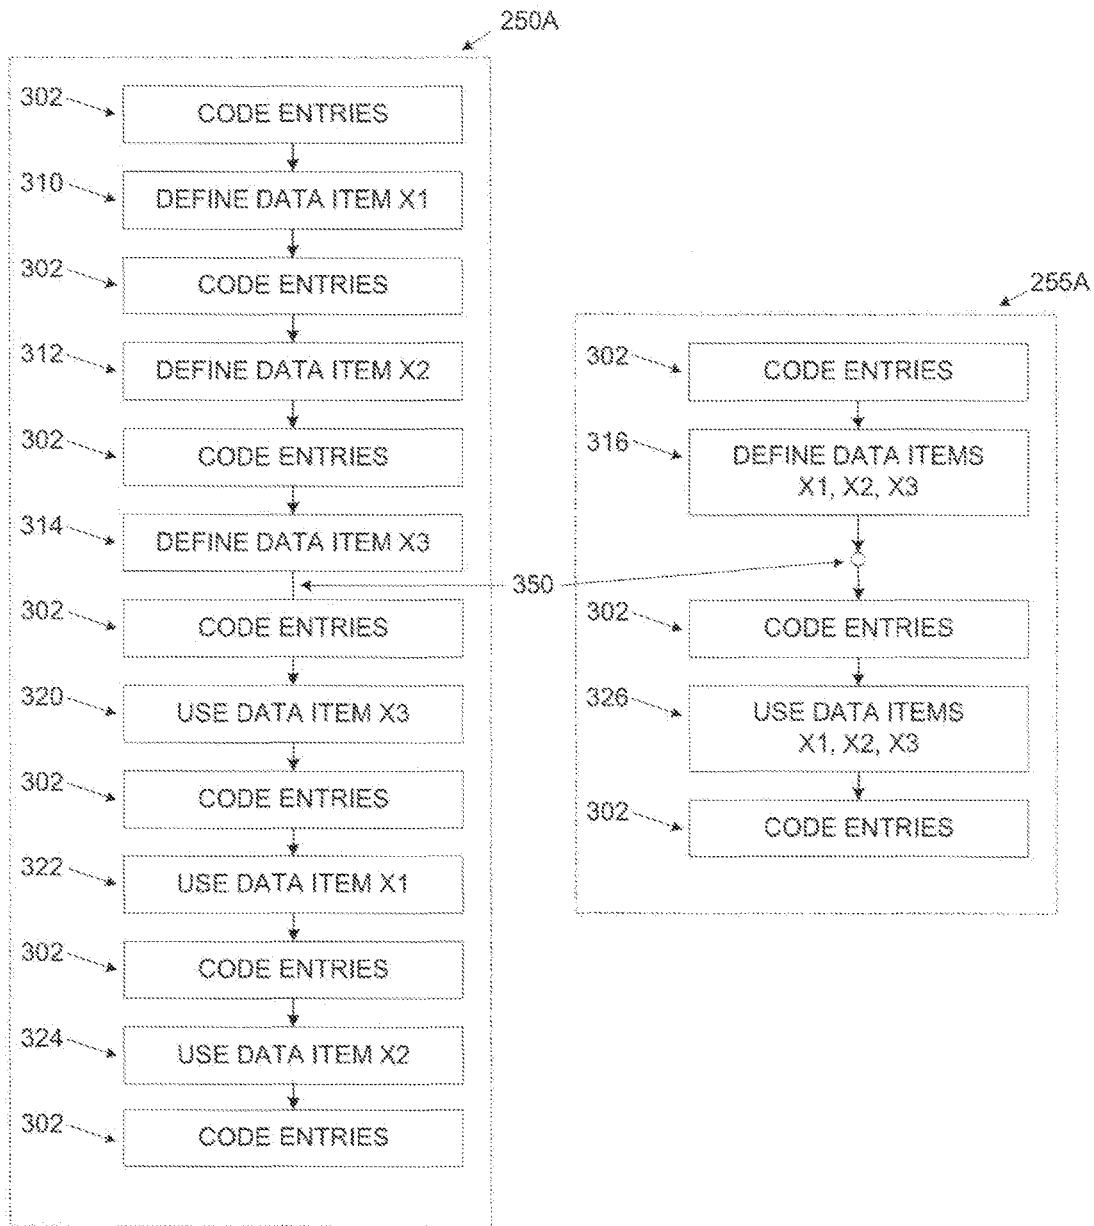 250A
302
CODE ENTRIES
310
DEFINE DATA ITEM X1
302
CODE ENTRIES
312
DEFINE DATA ITEM X2
302
CODE ENTRIES
314
DEFINE DATA ITEM X3
350
302
CODE ENTRIES
320
USE DATA ITEM X3
302
CODE ENTRIES
322
USE DATA ITEM X1
302
CODE ENTRIES
324
USE DATA ITEM X2
302
CODE ENTRIES
255A
302
CODE ENTRIES
316
DEFINE DATA ITEMS
X1, X2, X3
302
CODE ENTRIES
326
USE DATA ITEMS
X1, X2, X3
302
CODE ENTRIES